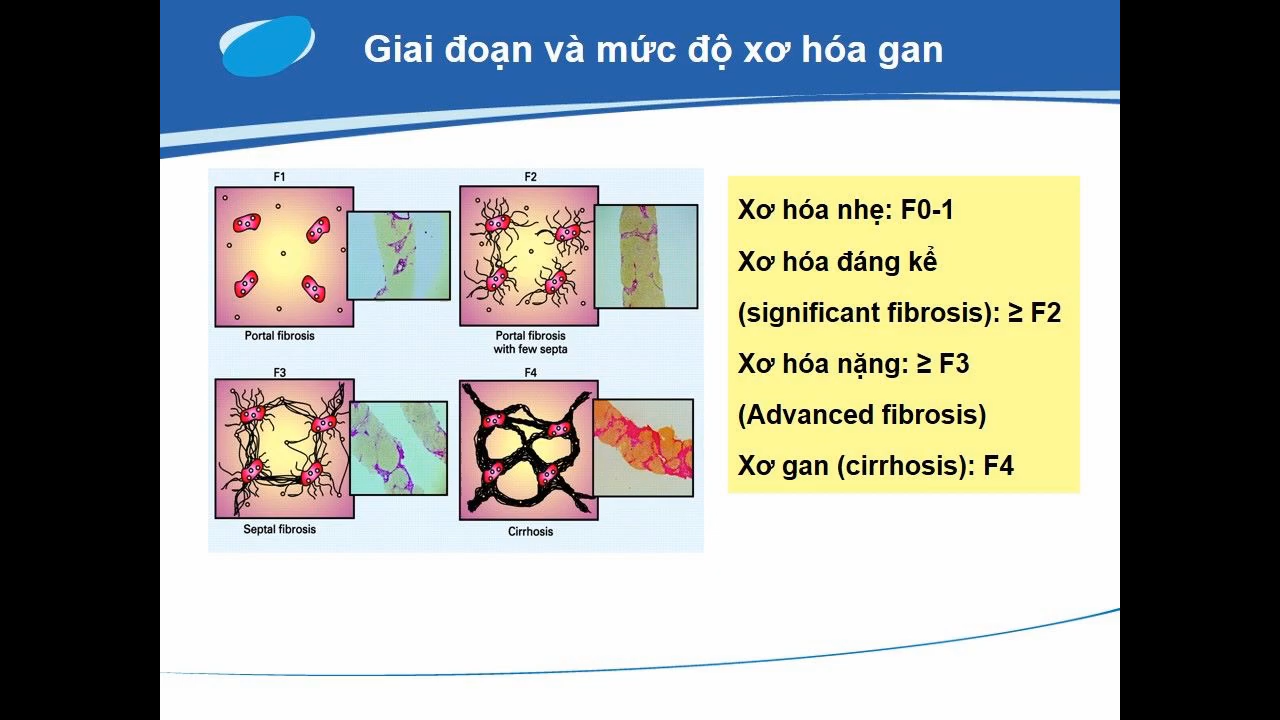 Giai đoạn và mức độ xơ hóa gan
F1
F2
Portal fibrosis
Portal fibrosis
with few septa
F3
F4
Septal fibrosis
Cirrhosis
Xơ hóa nhẹ: F0-1
Xơ hóa đáng kể
(significant fibrosis): ≥ F2
Xơ hóa nặng: ≥ F3
(Advanced fibrosis)
Xơ gan (cirrhosis): F4